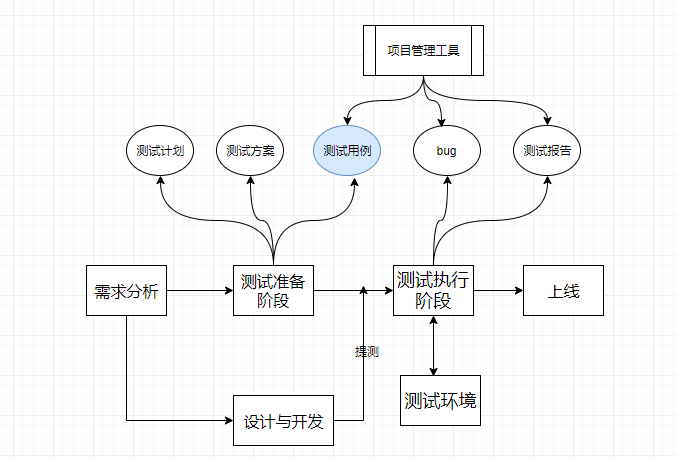 项目管理工具
测试计划
测试方案
测试用例
bug
测试报告
需求分析
测试准备
阶段
测试执行
阶段
上线
提测
测试环境
设计与开发